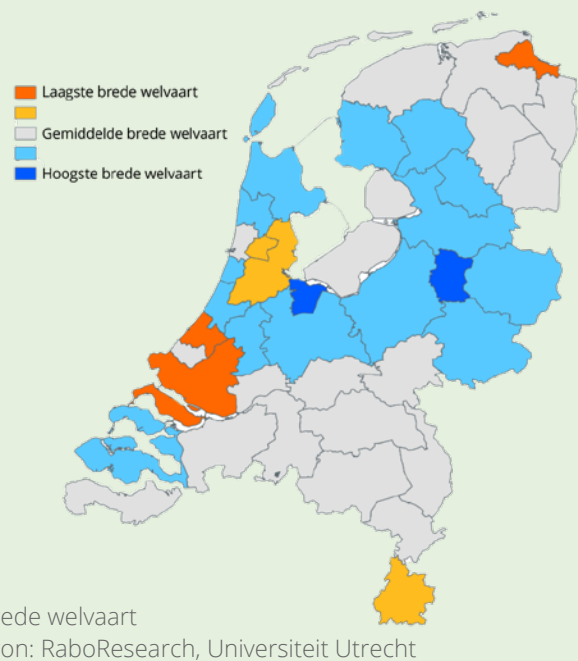 Laagste brede welvaart
Gemiddelde brede welvaart
Hoogste brede welvaart
ede welvaart
on: RaboResearch, Universiteit Utrecht